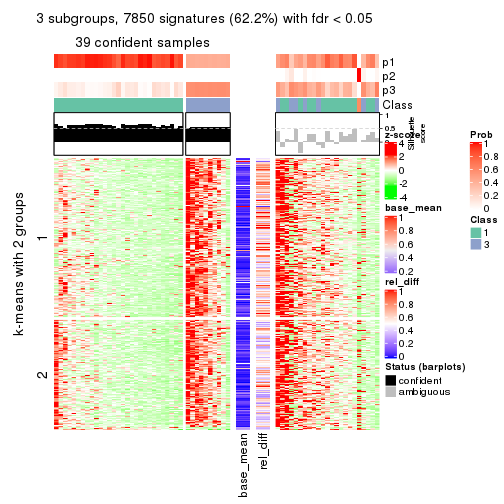 3 subgroups, 7850 signatures (62.2%) with fdr < 0.05
39 confident samples
p1
p2
p3
Class
1
0.5
0
Silhouette
score
z-score
4
2
0
-2
-4
Prob
1
0.8
0.6
0.4
0.2
0
Class
1
3
base_mean
1
0.8
0.6
0.4
0.2
rel_diff
1
0.8
0.6
0.4
0.2
0
Status (barplots)
confident
ambiguous
k-means with 2 groups
1
2
base_mean
rel_diff